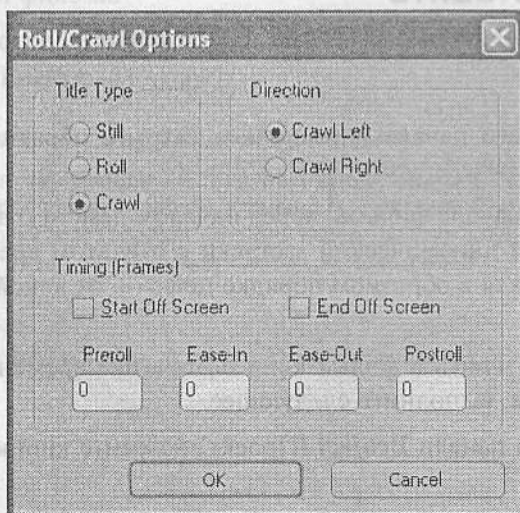 Roll/Crawl Options
Title Type
Still
Roll
Crawl
Direction
Crawl Left
Crawl Right
Timing (Frames)
Start Off Screen
End Off Screen
Preroll Ease-In Ease-Out Postroll
0 0 0 0
OK Cancel